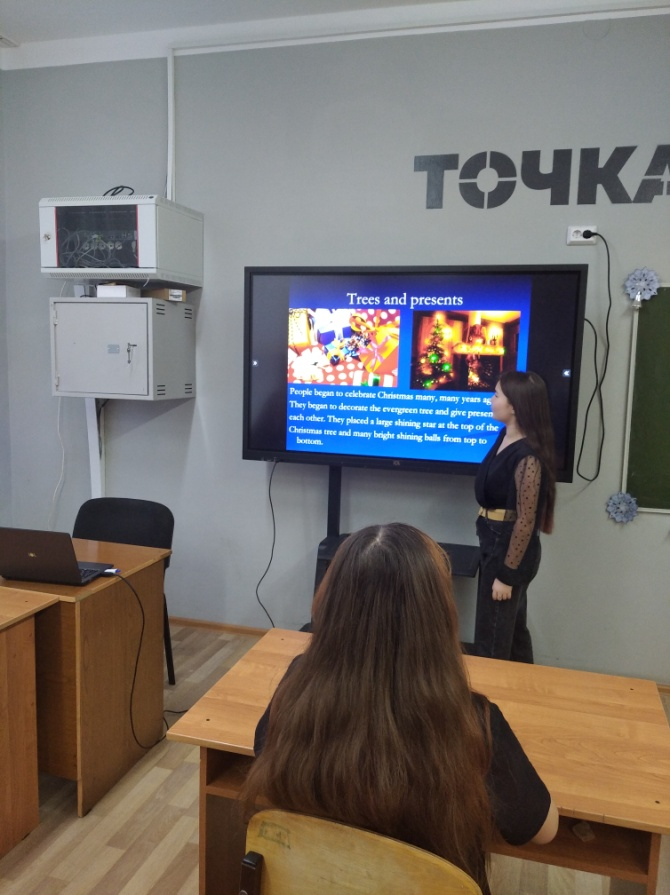 ТОЧКА
Trees and presents
People began to celebrate Christmas many, many years
They began to decorate the evergreen tree and give
each other. They placed a large shining star at the top of the
Christmas tree and many bright shining balls from top to
bottom.